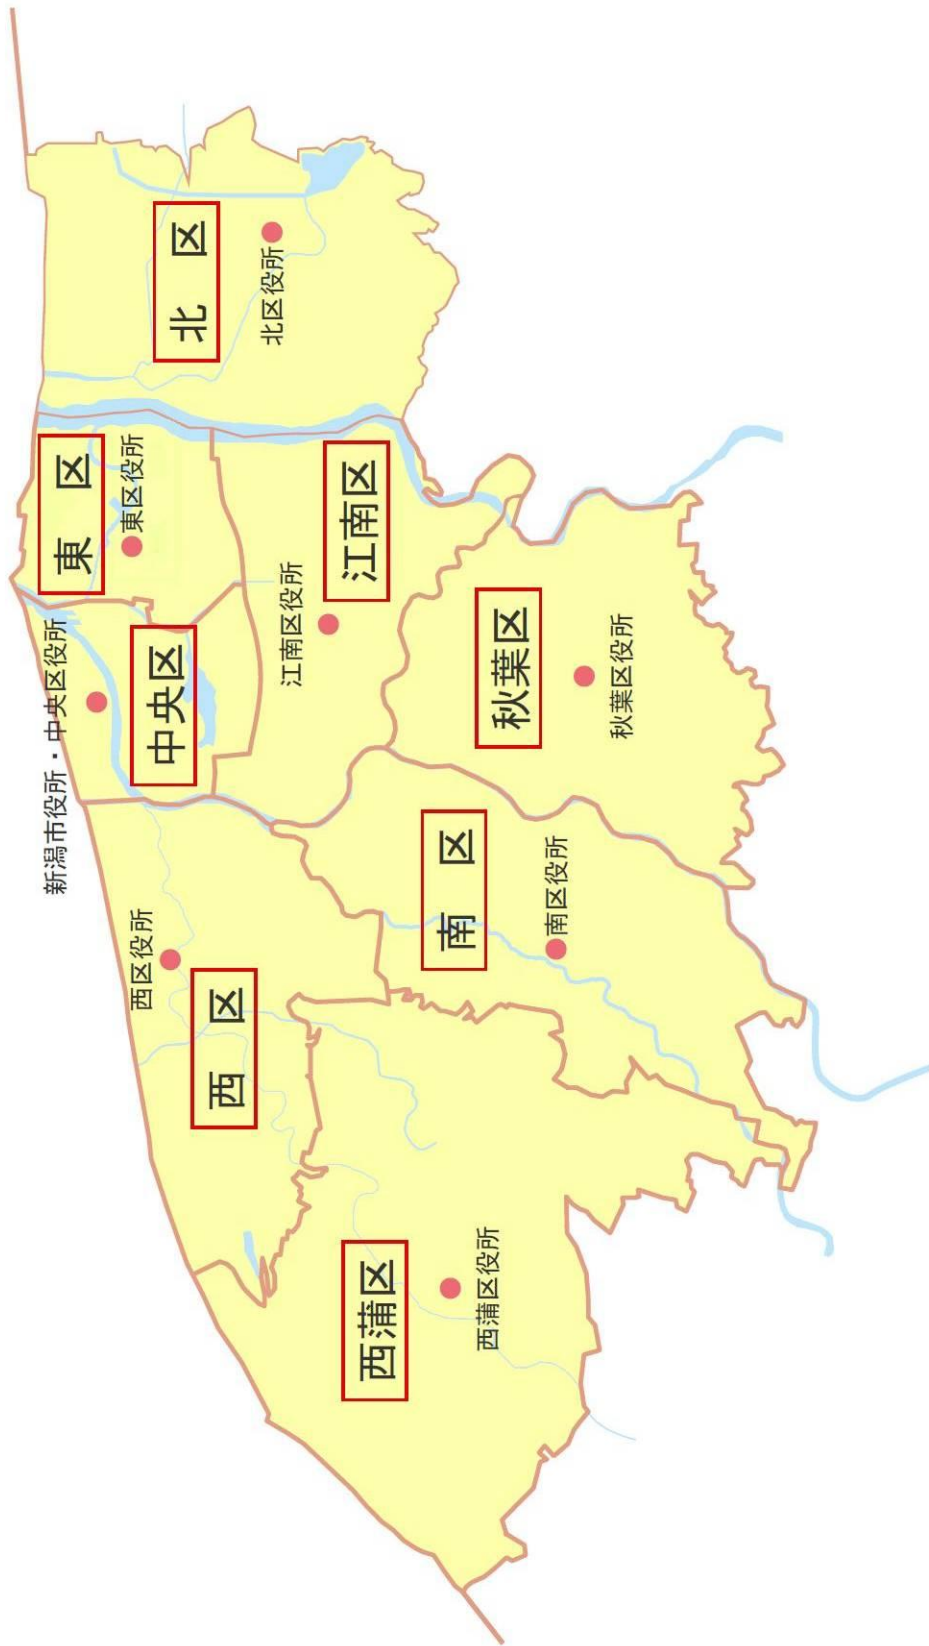 北　区
北区役所
東　区
東区役所
新潟市役所・中央区役所
中央区
江南区
江南区役所
秋葉区
秋葉区役所
南　区
南区役所
西区役所
西　区
西蒲区
西蒲区役所